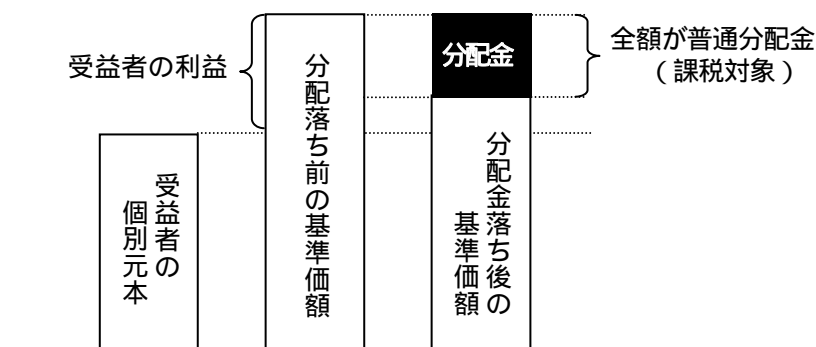 受益者の利益
分配落ち前の基準価額
分配金
全額が普通分配金
(課税対象)
受益者の
個別元本
分配金落ち後の
基準価額